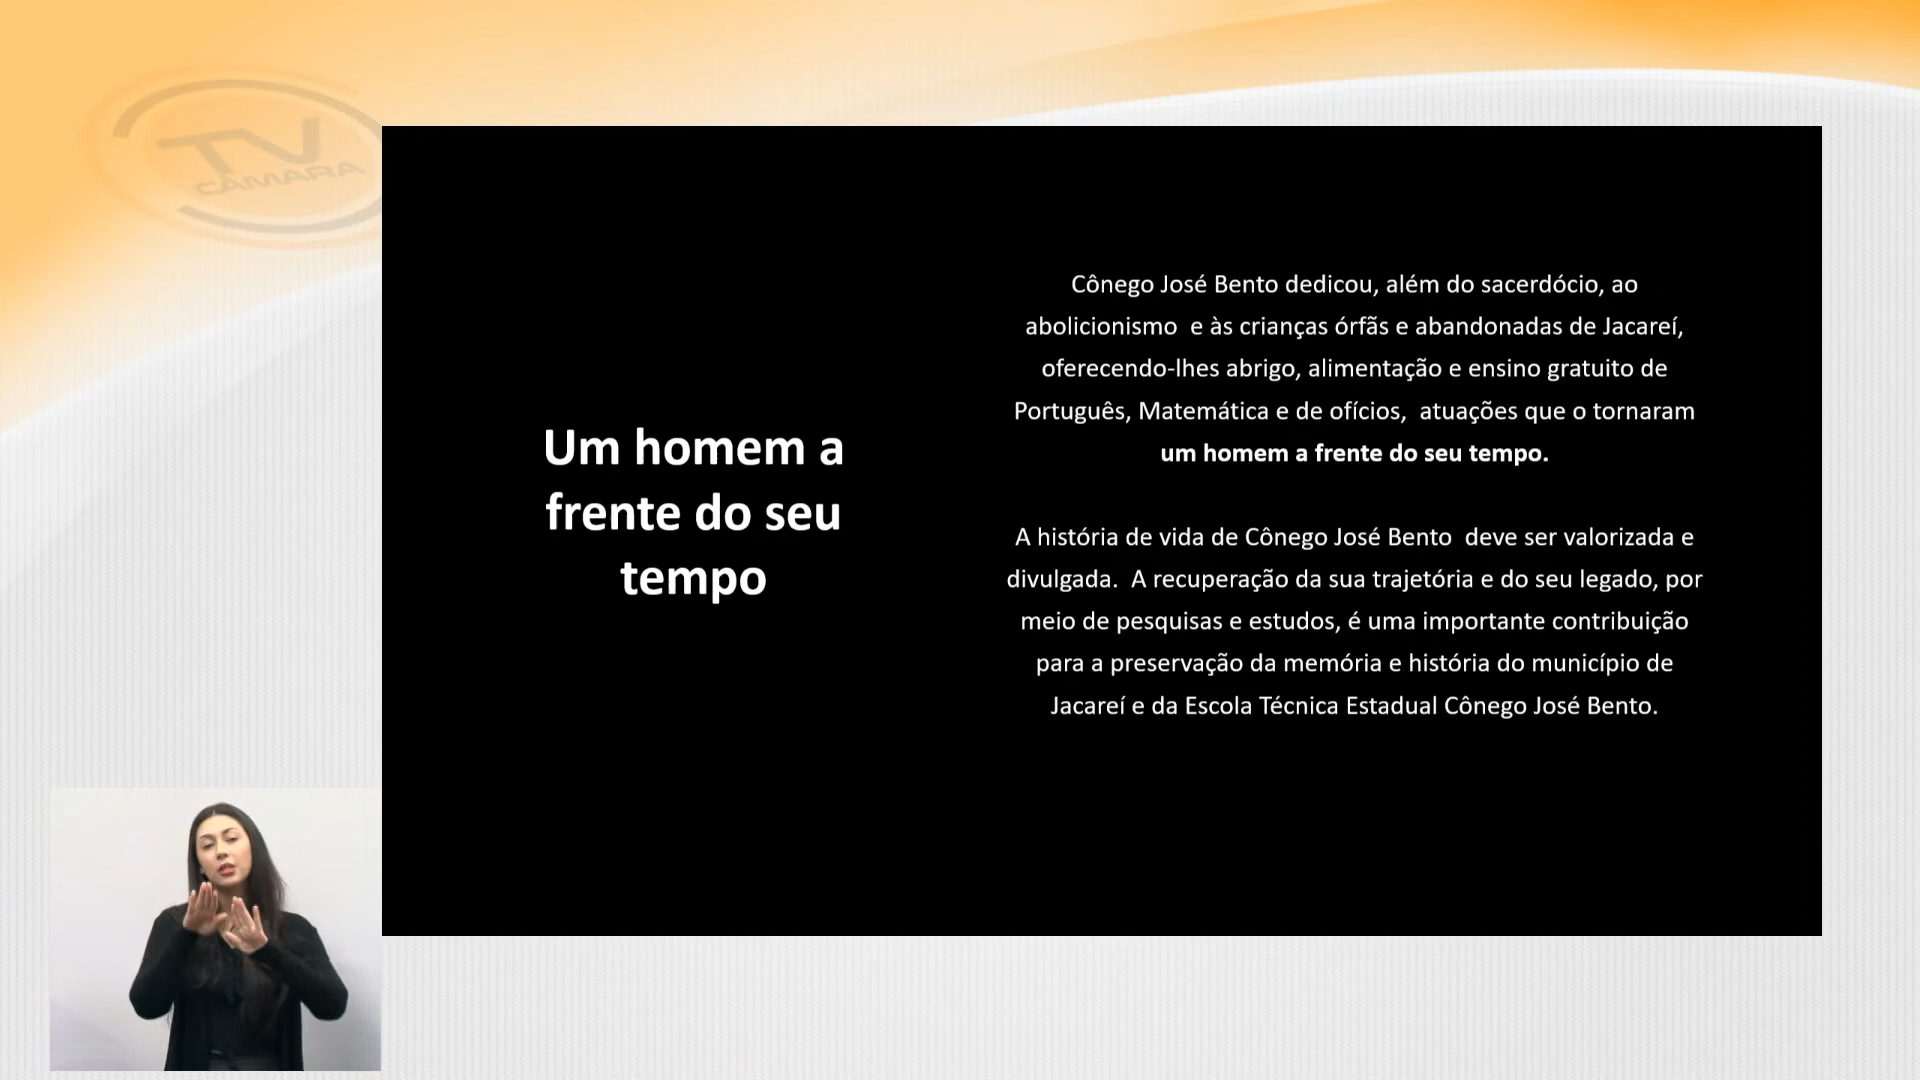 TV
CÂMARA
Um homem a
frente do seu
tempo
Cônego José Bento dedicou, além do sacerdócio, ao
abolicionismo  e às crianças órfãs e abandonadas de Jacareí,
oferecendo-lhes abrigo, alimentação e ensino gratuito de
Português, Matemática e de ofícios,  atuações que o tornaram
um homem a frente do seu tempo.
A história de vida de Cônego José Bento  deve ser valorizada e
divulgada.  A recuperação da sua trajetória e do seu legado, por
meio de pesquisas e estudos, é uma importante contribuição
para a preservação da memória e história do município de
Jacareí e da Escola Técnica Estadual Cônego José Bento.